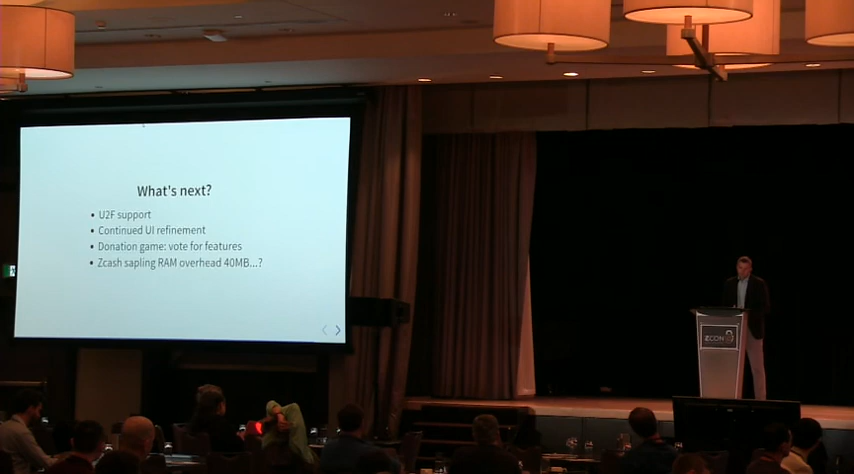 What's next?
• U2F support
• Continued UI refinement
• Donation game: vote for features
• Zcash sapling RAM overhead 40MB...?
ZCON